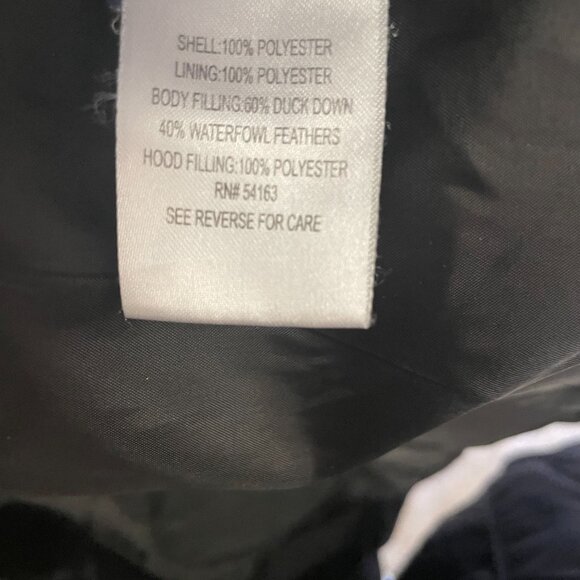 SHELL:100% POLYESTER
LINING:100% POLYESTER
BODY FILLING:60% DUCK DOWN
40% WATERFOWL FEATHERS
HOOD FILLING:100% POLYESTER
RN# 54163
SEE REVERSE FOR CARE